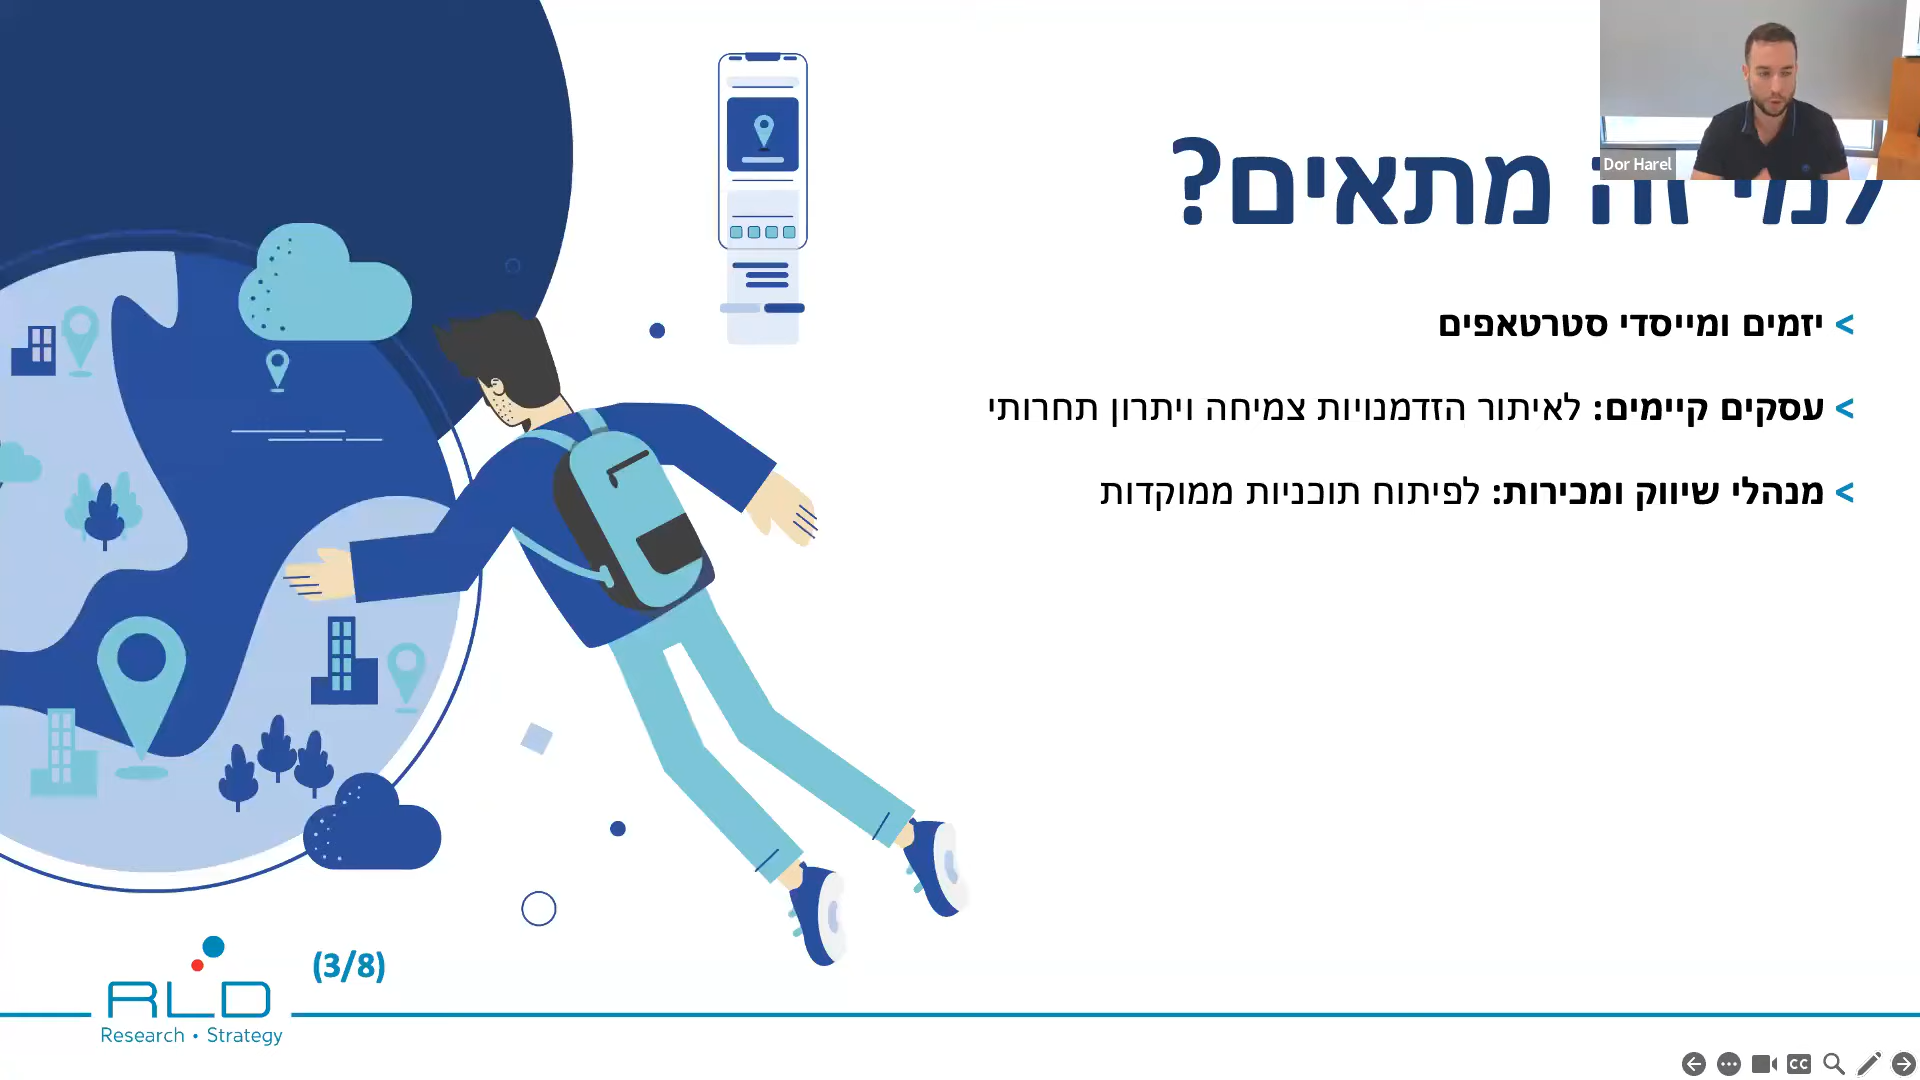 Dor Harel
למי זה מתאים?
< יזמים ומייסדי סטרטאפים
< עסקים קיימים: לאיתור הזדמנויות צמיחה ויתרון תחרותי
< מנהלי שיווק ומכירות: לפיתוח תוכניות ממוקדות
(3/8)
RLD
Research • Strategy
CC